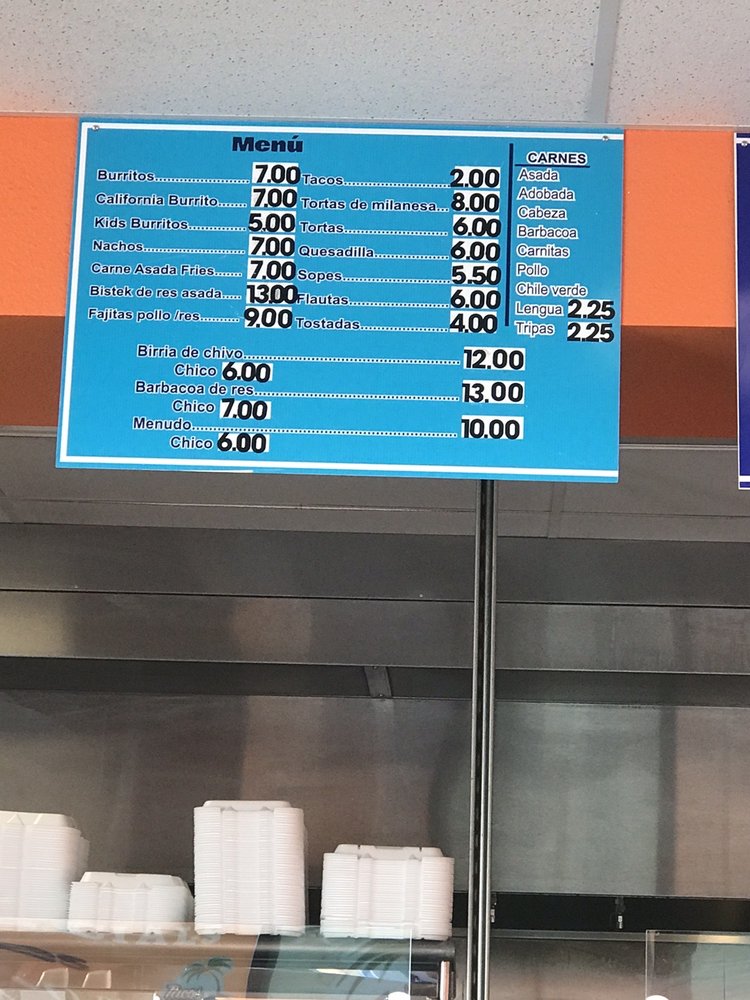 Menú
Burritos.................... 7.00
California Burrito...... 7.00
Kids Burritos............ 5.00
Nachos..................... 7.00
Carne Asada Fries...... 7.00
Bistek de res asada.... 13.00
Fajitas pollo /res........ 9.00
Tacos....................... 2.00
Tortas de milanesa... 8.00
Tortas....................... 6.00
Quesadilla................ 6.00
Sopes....................... 5.50
Flautas..................... 6.00
Tostadas.................. 4.00
CARNES
Asada
Adobada
Cabeza
Barbacoa
Carnitas
Pollo
Chile verde
Lengua 2.25
Tripas 2.25
Birria de chivo............................................. 12.00
Chico 6.00
Barbacoa de res........................................... 13.00
Chico 7.00
Menudo....................................................... 10.00
Chico 6.00